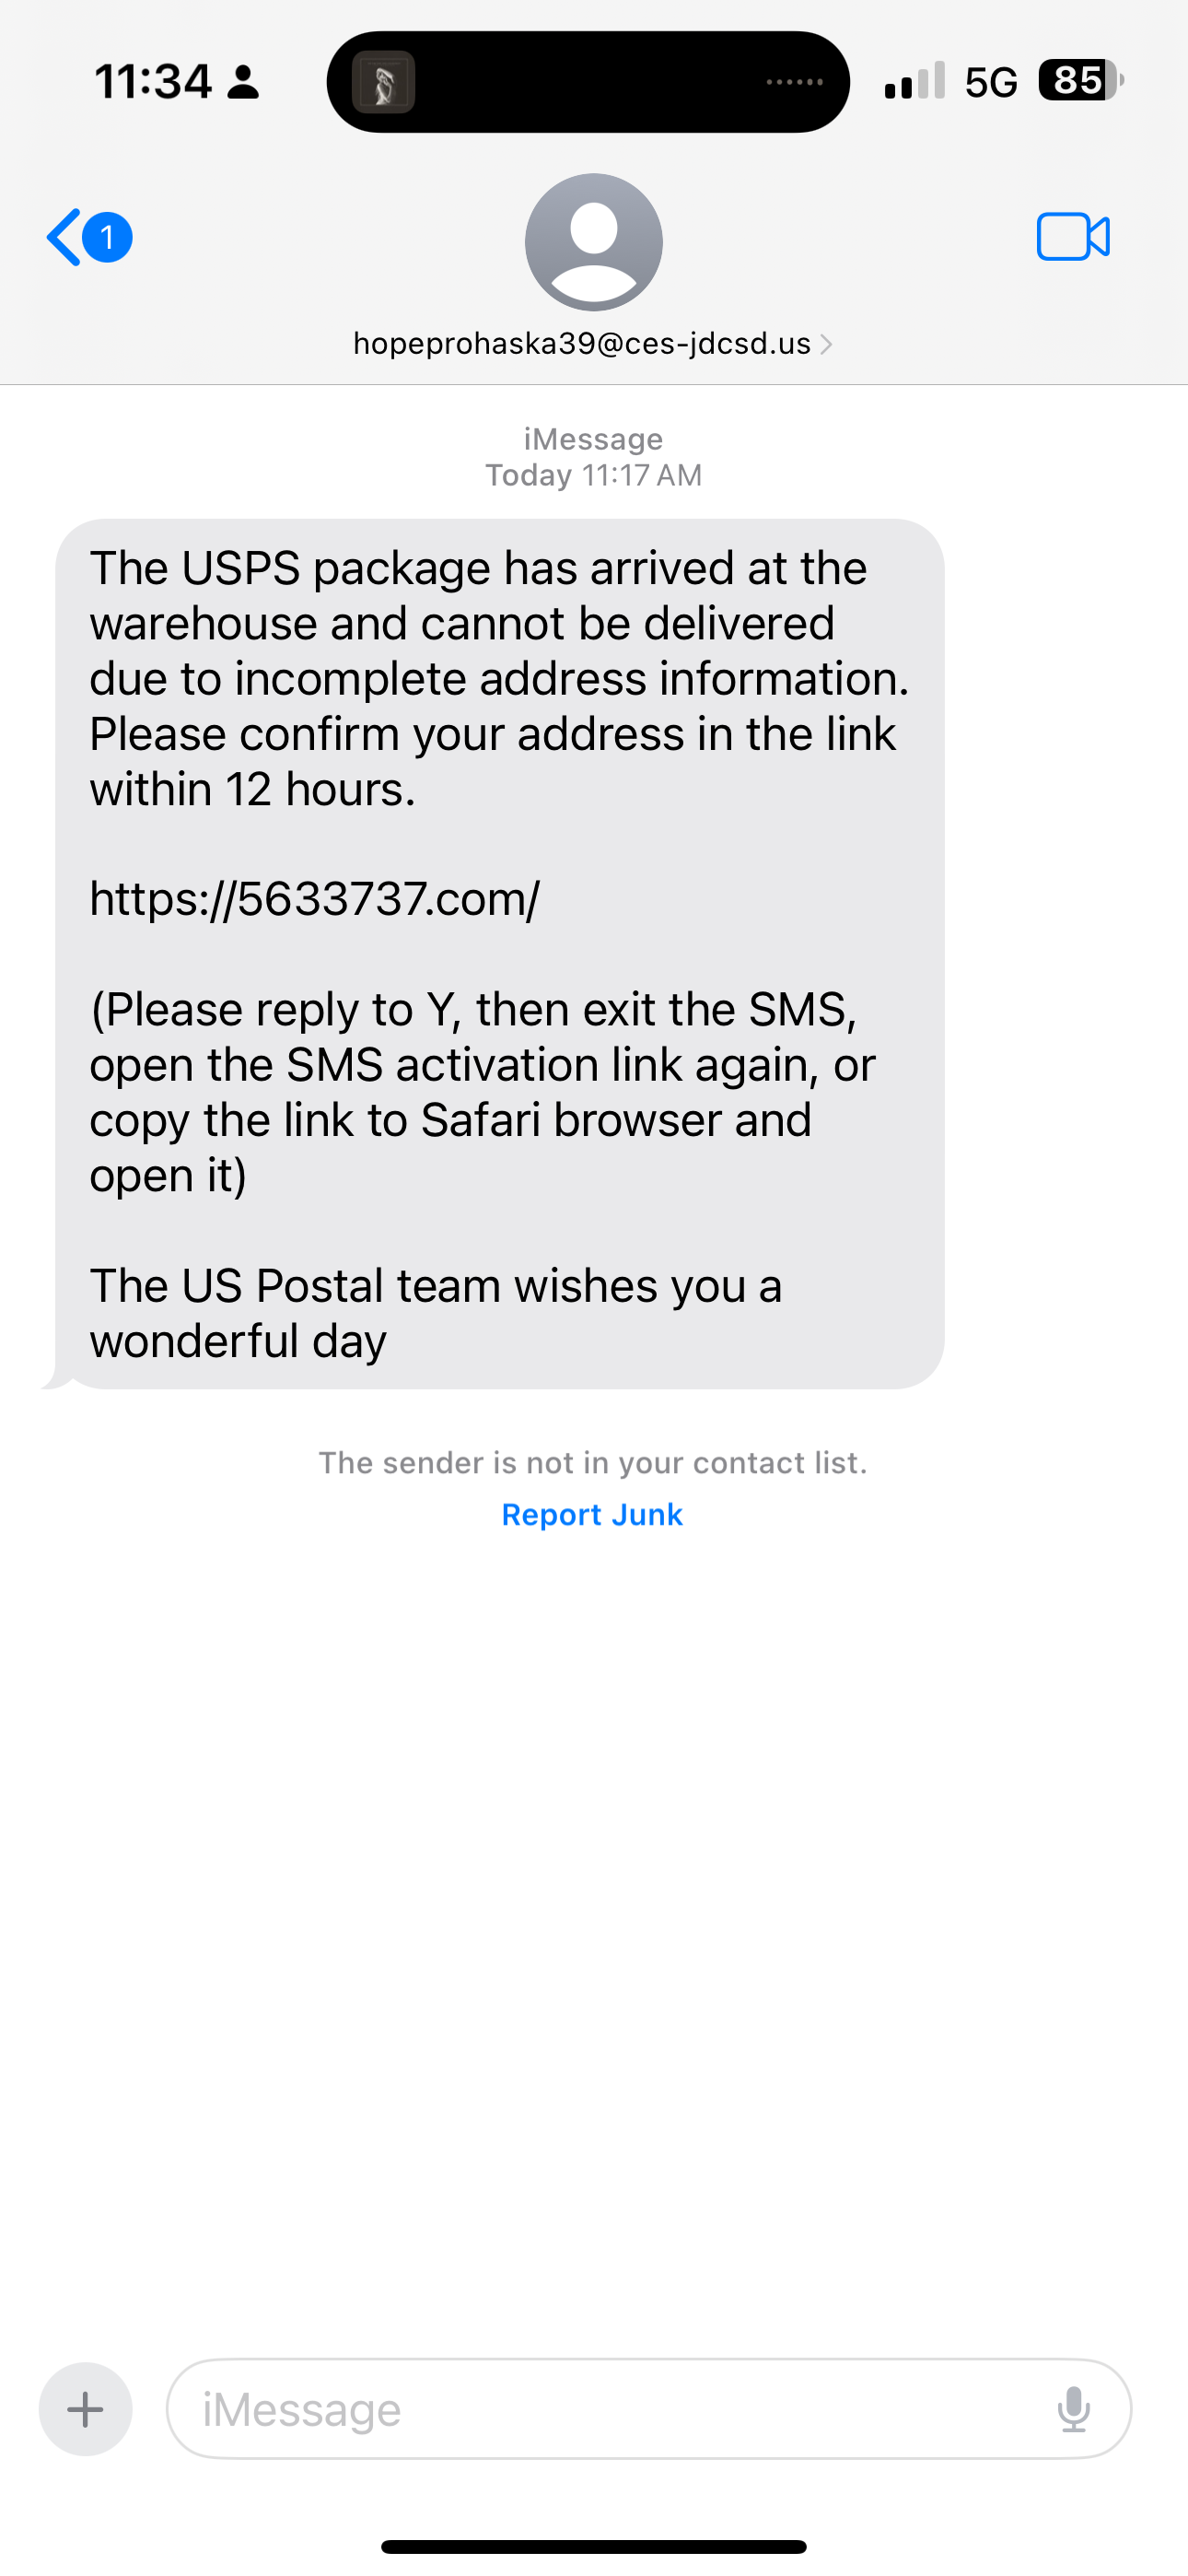 11:34
5G
85
1
hopeprohaska39@ces-jdcsd.us
iMessage
Today 11:17 AM
The USPS package has arrived at the
warehouse and cannot be delivered
due to incomplete address information.
Please confirm your address in the link
within 12 hours.
https://5633737.com/
(Please reply to Y, then exit the SMS,
open the SMS activation link again, or
copy the link to Safari browser and
open it)
The US Postal team wishes you a
wonderful day
The sender is not in your contact list.
Report Junk
iMessage